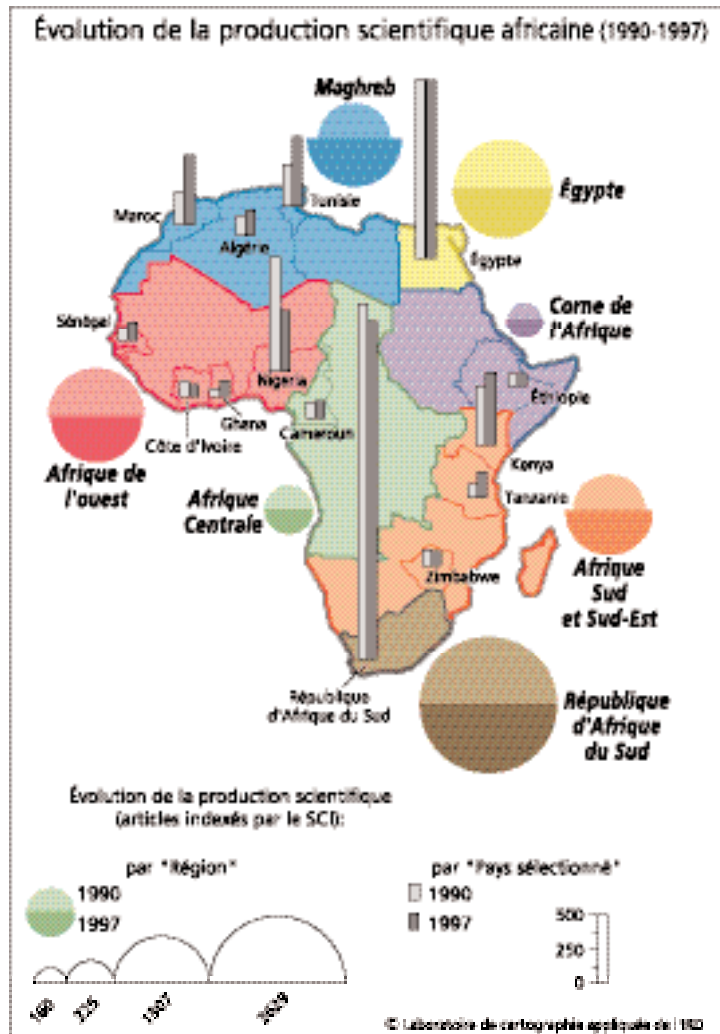 Évolution de la production scientifique africaine (1990-1997)
Maghreb
Égypte
Maroc
Tunisie
Algérie
Égypte
Corne de
l'Afrique
Sénégal
Nigeria
Éthiopie
Ghana
Côte d'Ivoire
Cameroun
Kenya
Tanzanie
Afrique de
l'ouest
Afrique
Centrale
Zimbabwe
Afrique
Sud
et Sud-Est
République
d'Afrique du Sud
République
d'Afrique
du Sud
Évolution de la production scientifique
(articles indexés par le SCI):
par "Région"
par "Pays sélectionné"
1990
1997
1990
1997
500
250
0
© Laboratoire de cartographie appliquée de l'IRD